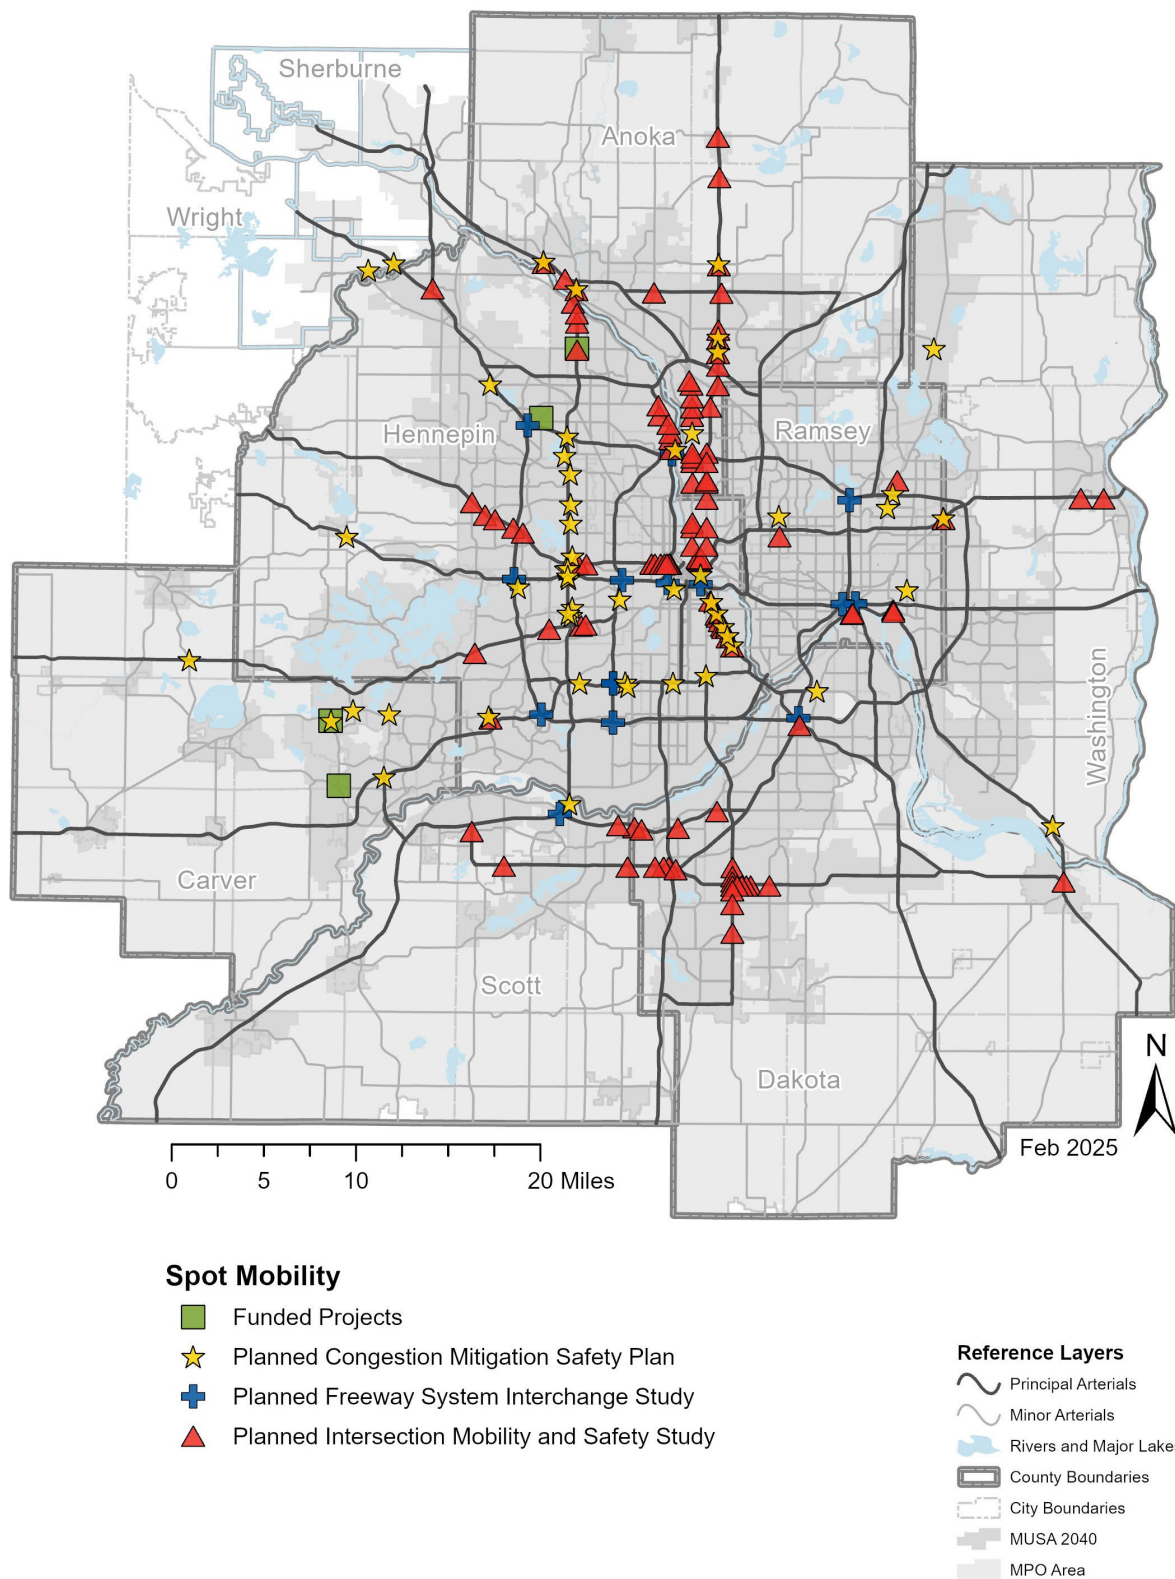 Sherburne
Anoka
Wright
Hennepin
Ramsey
Washington
Carver
Scott
Dakota
N
Feb 2025
0 5 10 20 Miles
Spot Mobility
Funded Projects
Planned Congestion Mitigation Safety Plan
Planned Freeway System Interchange Study
Planned Intersection Mobility and Safety Study
Reference Layers
Principal Arterials
Minor Arterials
Rivers and Major Lake
County Boundaries
City Boundaries
MUSA 2040
MPO Area